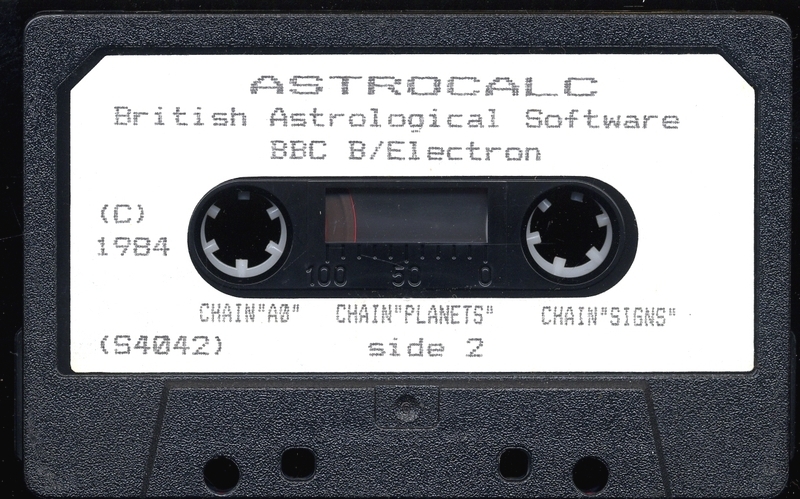 ASTROCALC
British Astrological Software
BBC B/Electron
(C)
1984
100 50 0
CHAIN"A0" CHAIN"PLANETS" CHAIN"SIGNS"
(S4042) side 2